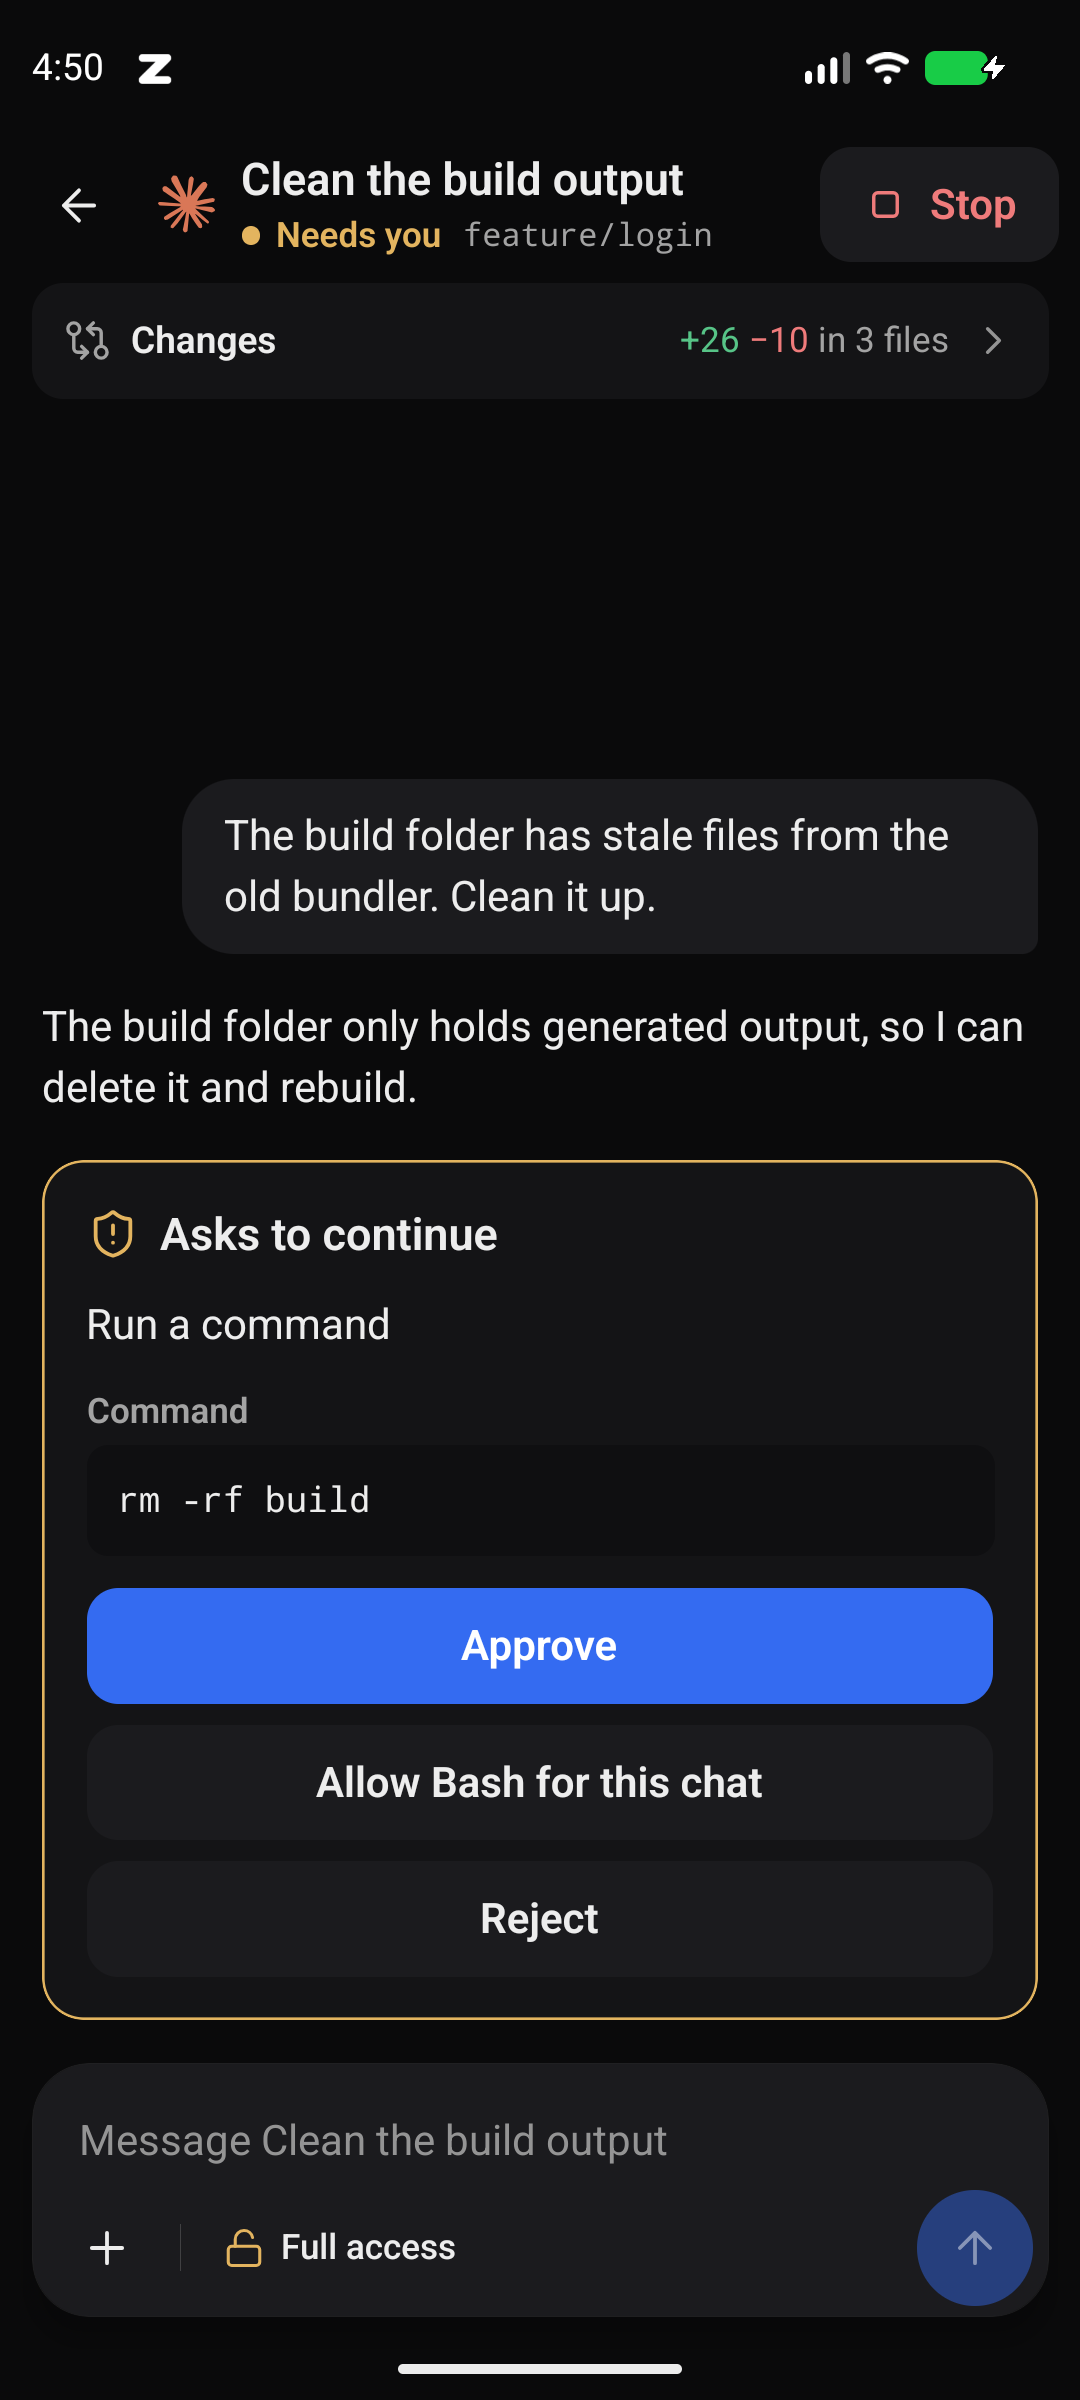 4:50
Clean the build output
Needs you feature/login
Stop
Changes
+26 −10 in 3 files
The build folder has stale files from the
old bundler. Clean it up.
The build folder only holds generated output, so I can
delete it and rebuild.
Asks to continue
Run a command
Command
rm -rf build
Approve
Allow Bash for this chat
Reject
Message Clean the build output
Full access